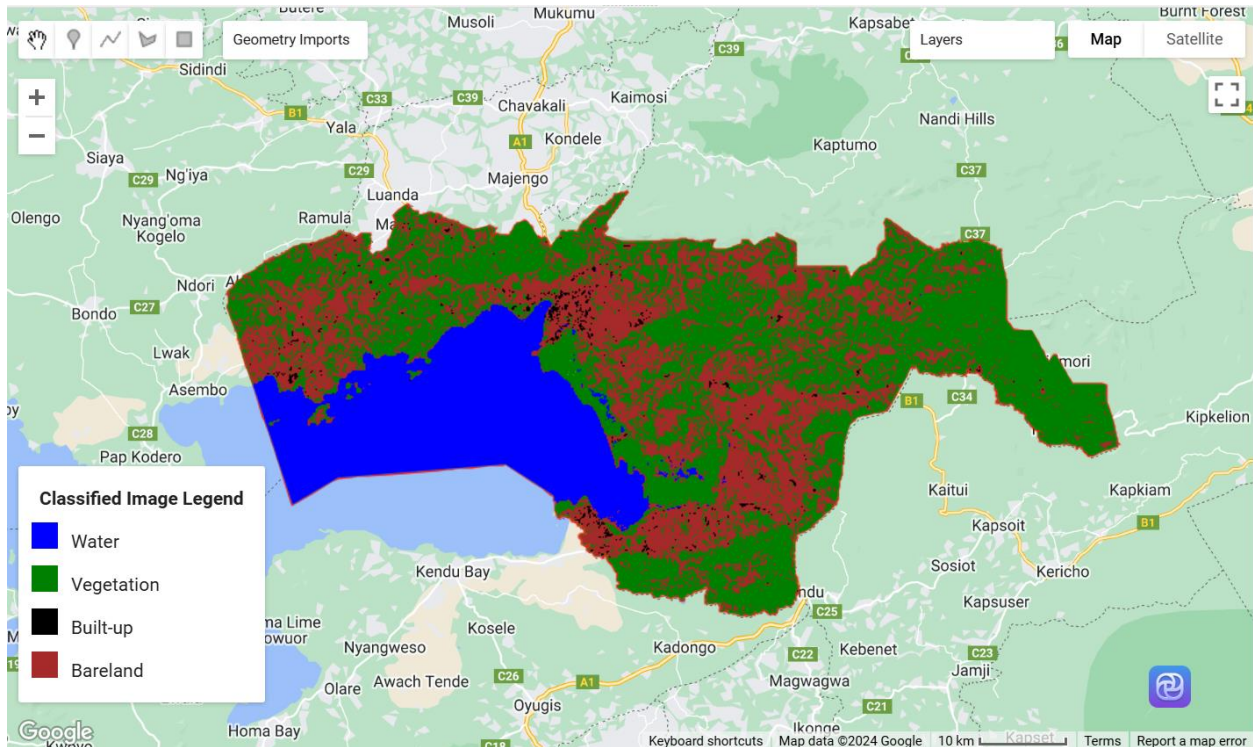 Butere
Musoli
Mukumu
Kapsabet
Burnt Forest
Geometry Imports
Layers
Map
Satellite
C39
Sidindi
C33
C39
Kaimosi
Chavakali
B1
Yala
A1
Kondele
Nandi Hills
Siaya
C29
Ng'iya
C29
Majengo
Kaptumo
C37
Luanda
Olengo
Nyang'oma
Kogelo
Ramula
C37
Ndori
C27
Bondo
Lwak
Asembo
B1
C34
Kipkelion
C28
Pap Kodero
Kaitui
Kapkiam
Kapsoit
B1
Classified Image Legend
Water
Vegetation
Built-up
Bareland
Kendu Bay
Sosiot
Kericho
Kapsuser
C25
Kosele
Nyangweso
Kadongo
C22
Kebenet
C23
Jamji
Olare
Awach Tende
C26
A1
Magwagwa
Oyugis
C21
Homa Bay
C18
Ikonge
Kapset
Google
Keyboard shortcuts
Map data ©2024 Google
10 km
Terms
Report a map error